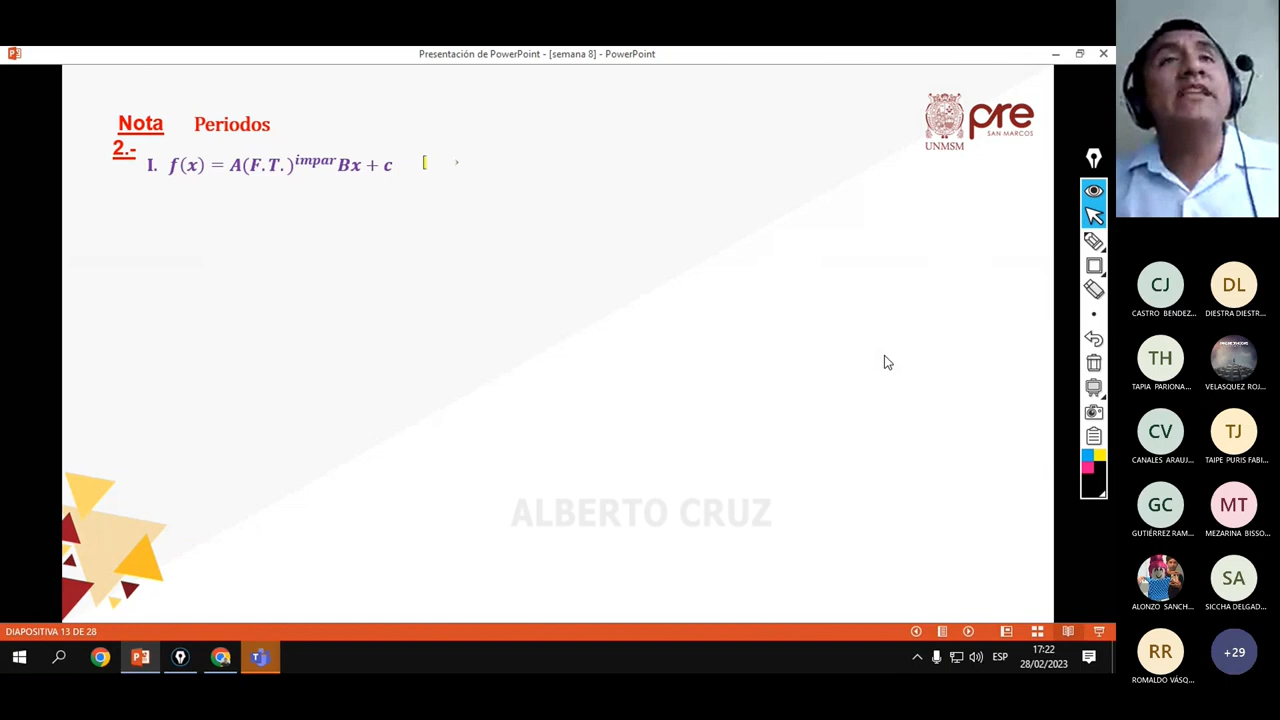 Presentación de PowerPoint - [semana 8] - PowerPoint
Nota Periodos
2.-
I. f(x) = A(F.T.)^impar Bx + c [
UNMSM
pre
SAN MARCOS
ALBERTO CRUZ
DIAPOSITIVA 13 DE 28
ESP
17:22
28/02/2023
CJ DL
CASTRO BENDEZ... DIESTRA DIESTR...
TH
TAPIA PARIONA... VELASQUEZ ROJ...
CV TJ
CANALES ARAUJ... TAIPE PURIS FABI...
GC MT
GUTIÉRREZ RAM... MEZARINA BISSO...
SA
ALONZO SANCH... SICCHA DELGAD...
RR +29
ROMALDO VÁSQ...